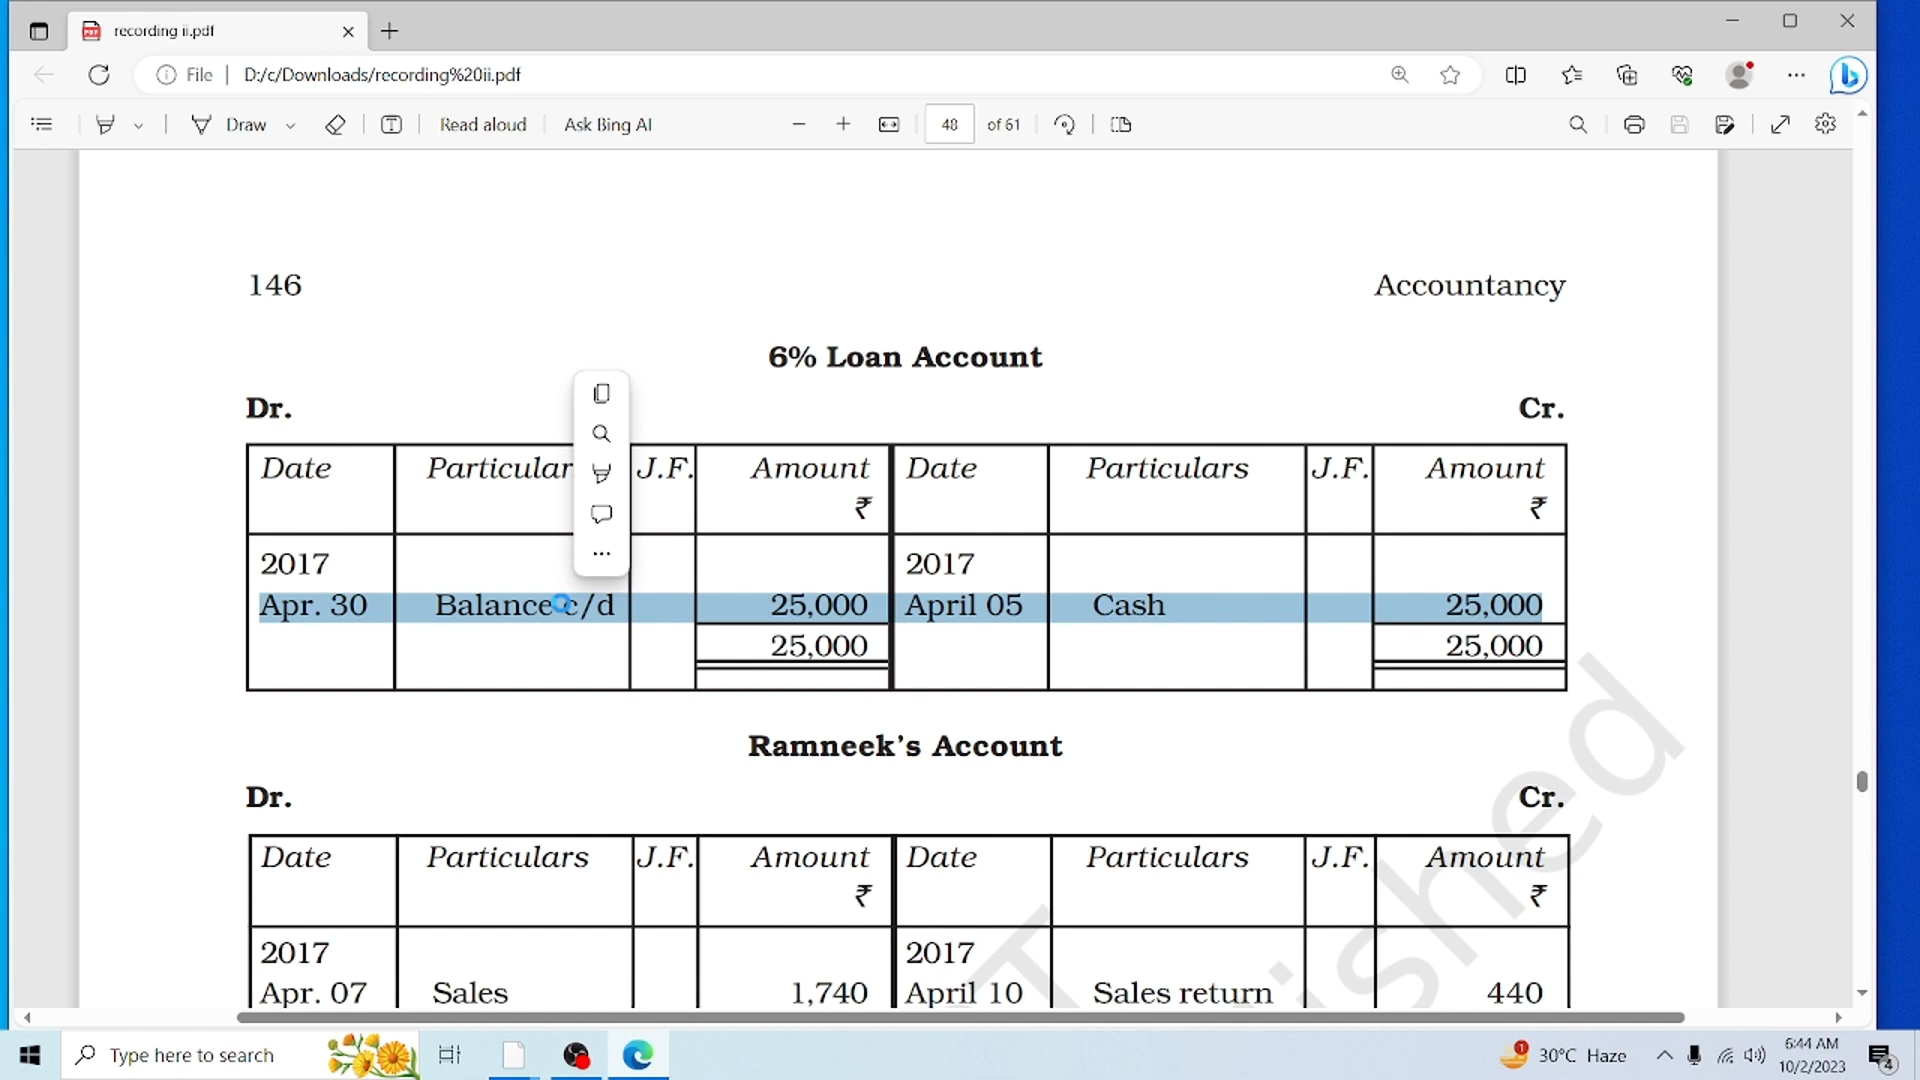 recording ii.pdf
File
D:/c/Downloads/recording%20ii.pdf
Draw
Read aloud
Ask Bing AI
48
of 61
146
Accountancy
6% Loan Account
Dr.
Cr.
Date Particular J.F. Amount Date Particulars J.F. Amount
₹ ₹
2017 2017
Apr. 30 Balance c/d 25,000 April 05 Cash 25,000
25,000 25,000
Ramneek's Account
Dr.
Cr.
Date Particulars J.F. Amount Date Particulars J.F. Amount
₹ ₹
2017 2017
Apr. 07 Sales 1,740 April 10 Sales return 440
Type here to search
30°C Haze
6:44 AM
10/2/2023
4